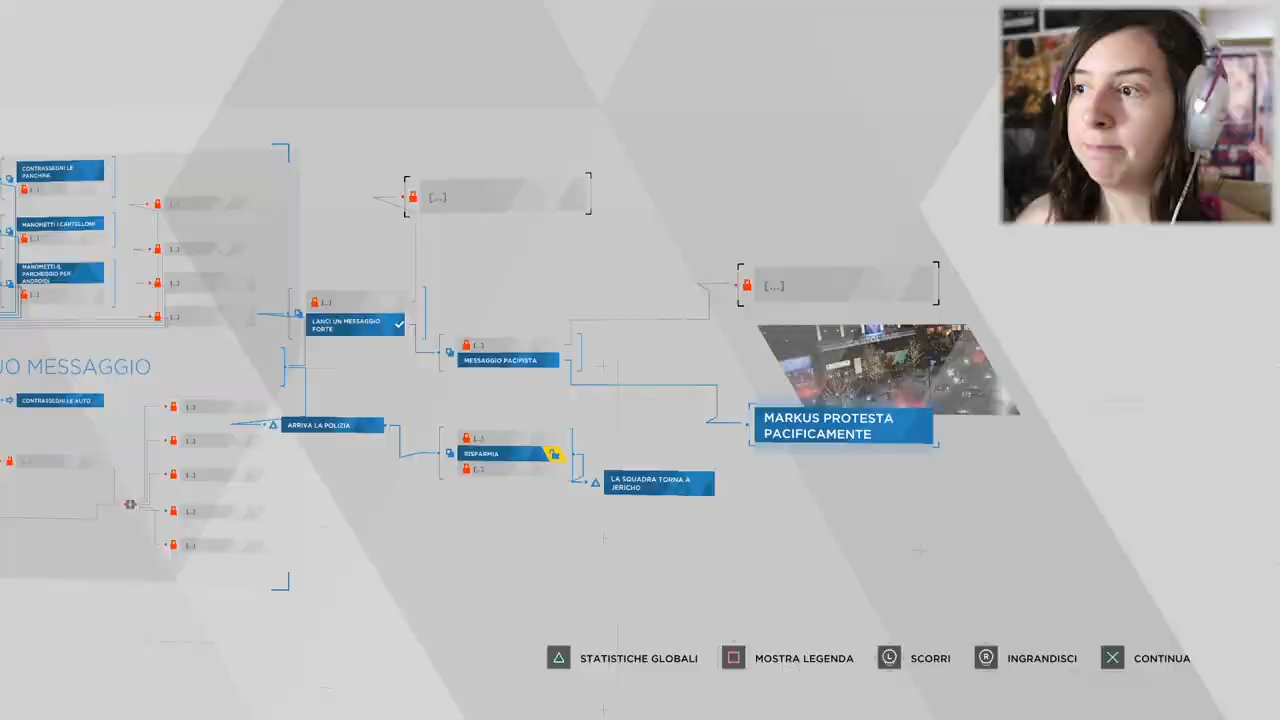 CONTRASSEGNI LE
PANCHINE
[...]
MANOMETTI I CARTELLONI
[...]
MANOMETTI IL
PARCHEGGIO PER
ANDROIDI
[...]
[...]
[...]
[...]
[...]
[...]
LANCI UN MESSAGGIO
FORTE
[...]
[...]
MESSAGGIO PACIFISTA
[...]
MARKUS PROTESTA
PACIFICAMENTE
UO MESSAGGIO
CONTRASSEGNI LE AUTO
[...]
[...]
[...]
[...]
[...]
[...]
ARRIVA LA POLIZIA
[...]
RISPARMIA
[...]
LA SQUADRA TORNA A
JERICHO
STATISTICHE GLOBALI
MOSTRA LEGENDA
L SCORRI
R INGRANDISCI
CONTINUA